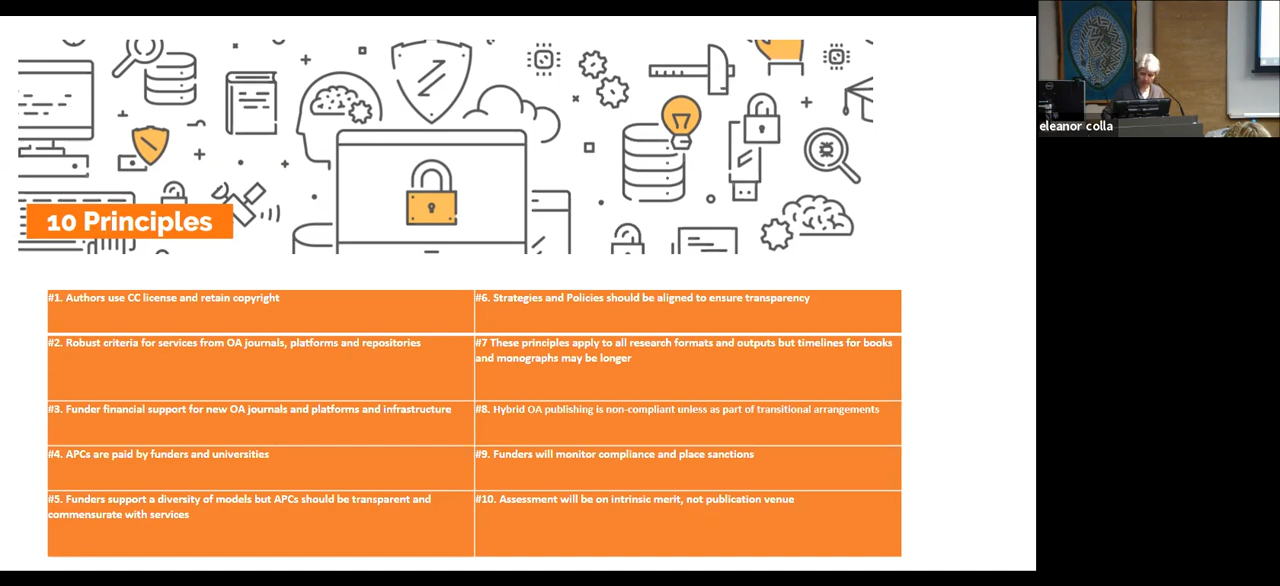 10 Principles
#1. Authors use CC license and retain copyright
#6. Strategies and Policies should be aligned to ensure transparency
#2. Robust criteria for services from OA journals, platforms and repositories
#7 These principles apply to all research formats and outputs but timelines for books
and monographs may be longer
#3. Funder financial support for new OA journals and platforms and infrastructure
#8. Hybrid OA publishing is non-compliant unless as part of transitional arrangements
#4. APCs are paid by funders and universities
#9. Funders will monitor compliance and place sanctions
#5. Funders support a diversity of models but APCs should be transparent and
commensurate with services
#10. Assessment will be on intrinsic merit, not publication venue
eleanor colla